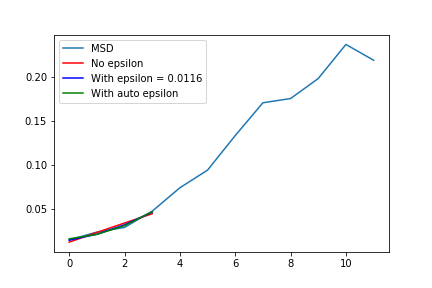 MSD
No epsilon
With epsilon = 0.0116
With auto epsilon
0.20
0.15
0.10
0.05
0 2 4 6 8 10